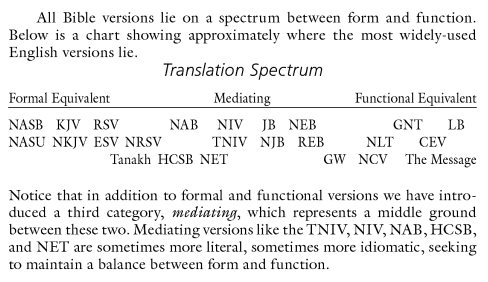 All Bible versions lie on a spectrum between form and function.
Below is a chart showing approximately where the most widely-used
English versions lie.
Translation Spectrum
Formal Equivalent Mediating Functional Equivalent
NASB KJV RSV NAB NIV JB NEB GNT LB
NASU NKJV ESV NRSV TNIV NJB REB NLT CEV
Tanakh HCSB NET GW NCV The Message
Notice that in addition to formal and functional versions we have intro-
duced a third category, mediating, which represents a middle ground
between these two. Mediating versions like the TNIV, NIV, NAB, HCSB,
and NET are sometimes more literal, sometimes more idiomatic, seeking
to maintain a balance between form and function.